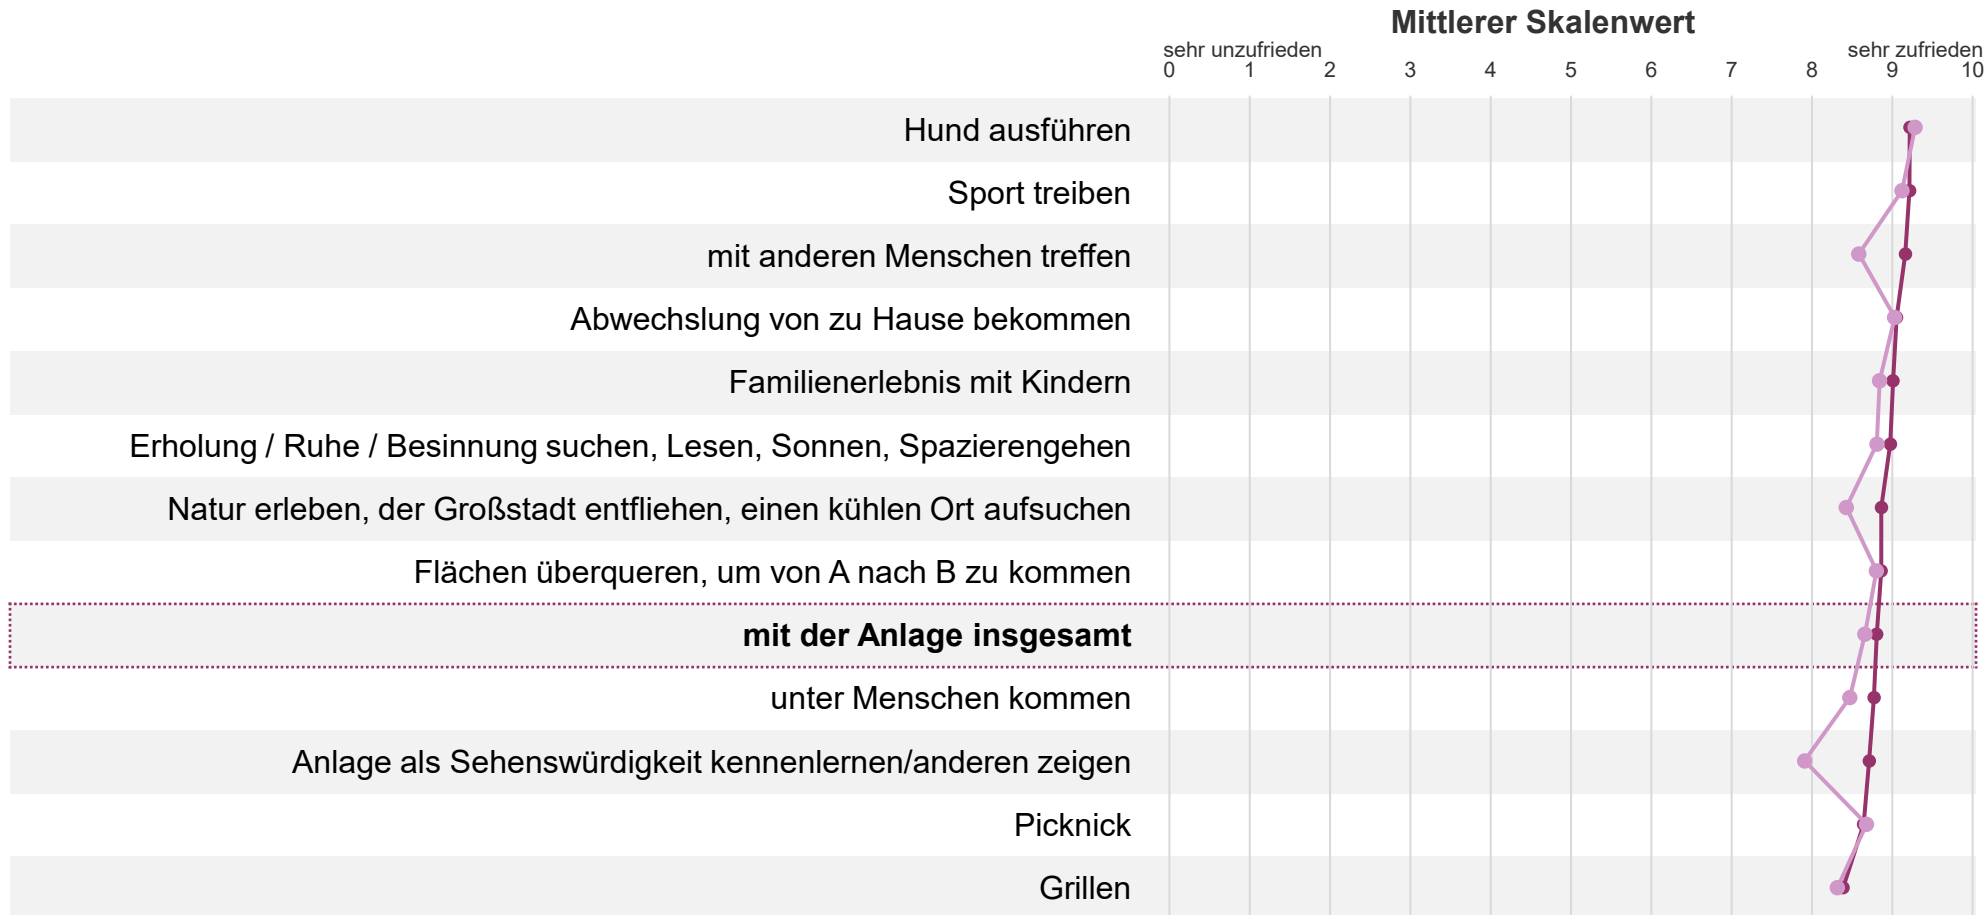 Mittlerer Skalenwert
sehr unzufrieden sehr zufrieden
0 1 2 3 4 5 6 7 8 9 10
Hund ausführen
Sport treiben
mit anderen Menschen treffen
Abwechslung von zu Hause bekommen
Familienerlebnis mit Kindern
Erholung / Ruhe / Besinnung suchen, Lesen, Sonnen, Spazierengehen
Natur erleben, der Großstadt entfliehen, einen kühlen Ort aufsuchen
Flächen überqueren, um von A nach B zu kommen
mit der Anlage insgesamt
unter Menschen kommen
Anlage als Sehenswürdigkeit kennenlernen/anderen zeigen
Picknick
Grillen